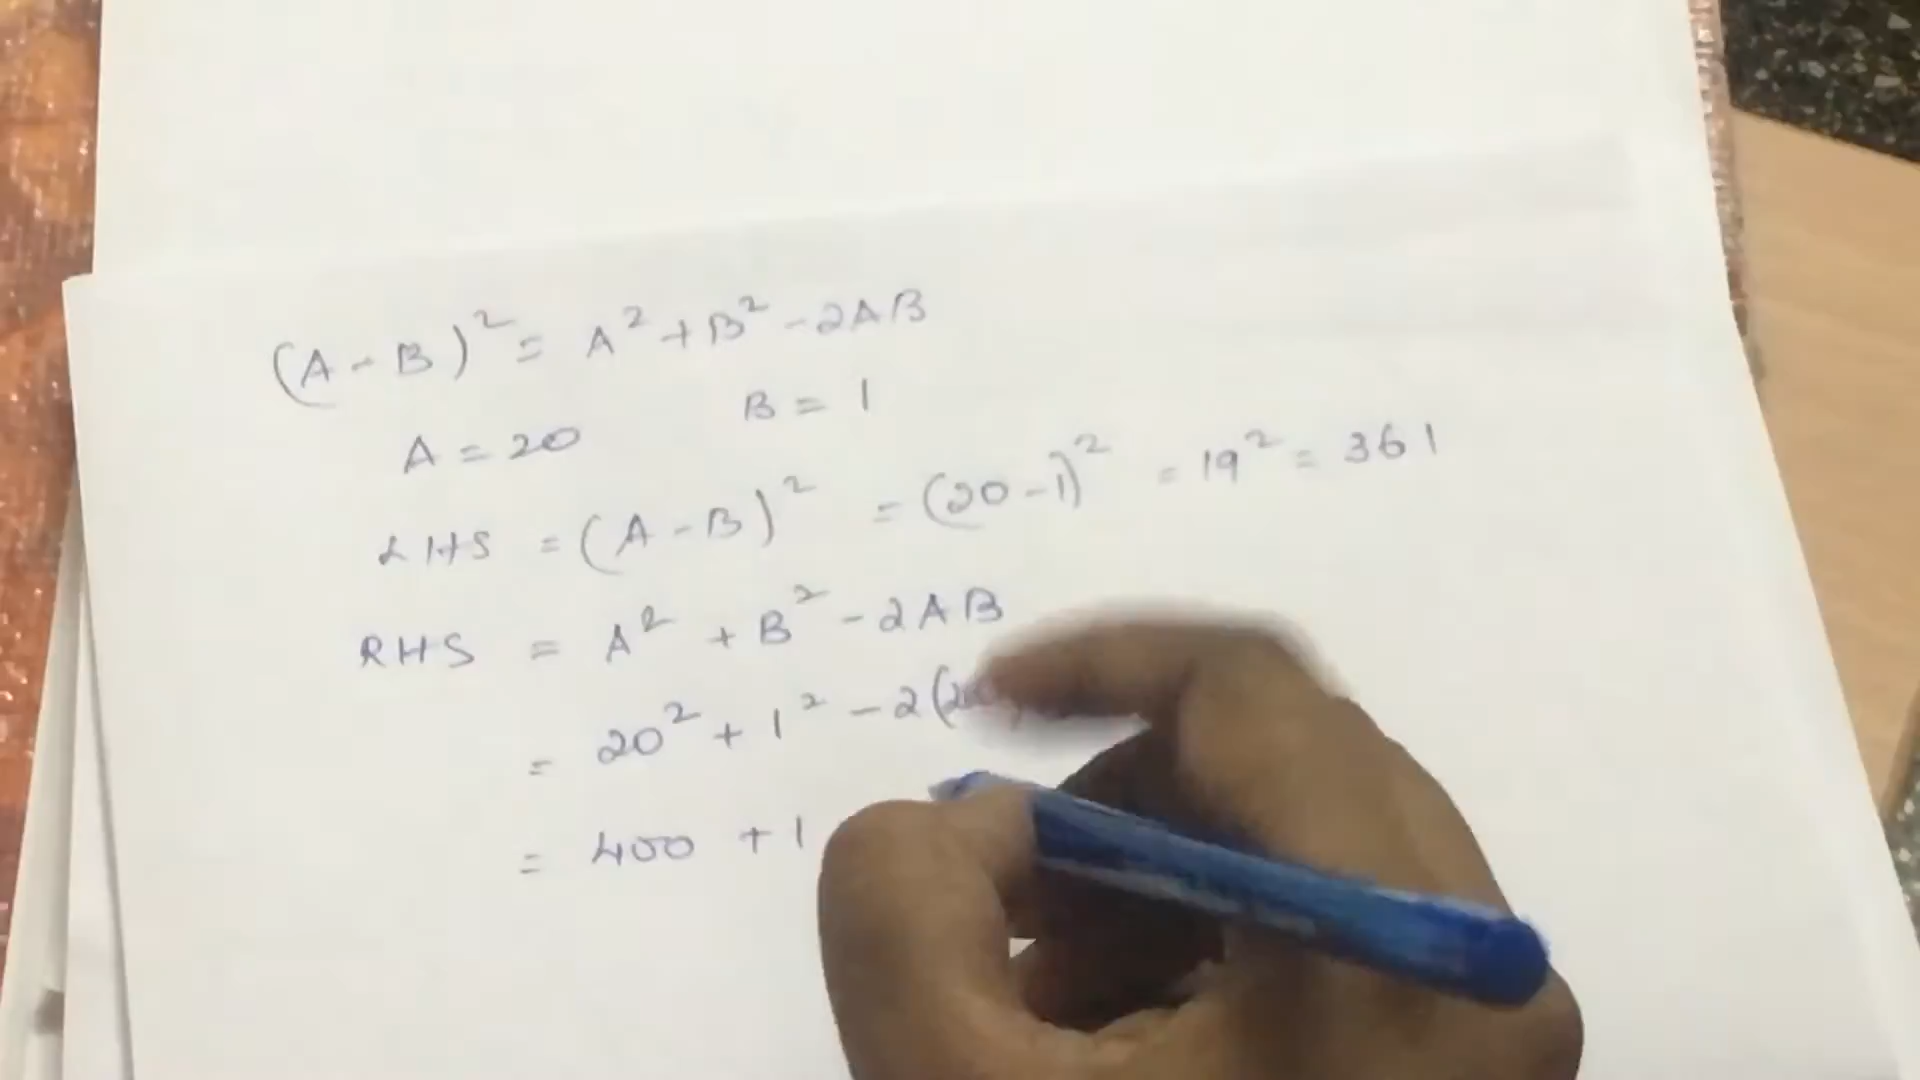 (A - B)² = A² + B² - 2AB
A = 20 B = 1
LHS = (A - B)² = (20 - 1)² = 19² = 361
RHS = A² + B² - 2AB
= 20² + 1² - 2(20
= 400 + 1